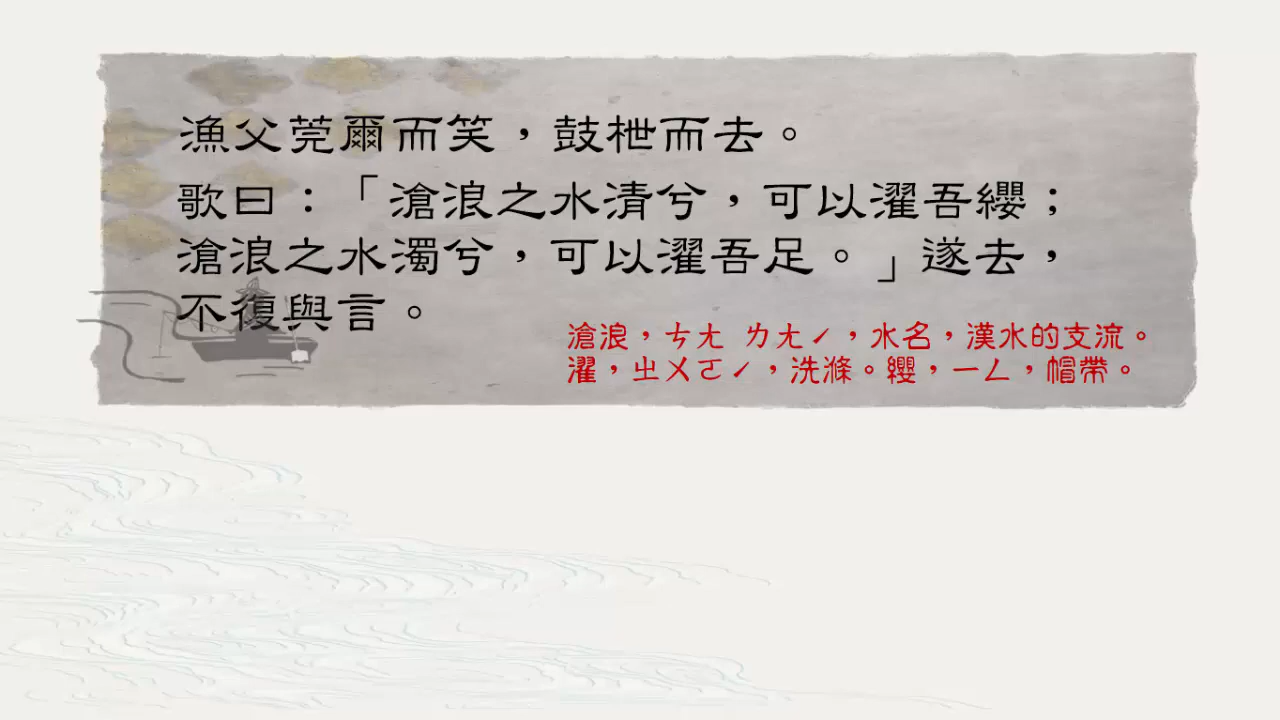 漁父莞爾而笑，鼓枻而去。
歌曰：「滄浪之水清兮，可以濯吾纓；
滄浪之水濁兮，可以濯吾足。」遂去，
不復與言。
滄浪，ㄘㄤ ㄌㄤˊ，水名，漢水的支流。
濯，ㄓㄨㄛˊ，洗滌。纓，ㄧㄥ，帽帶。